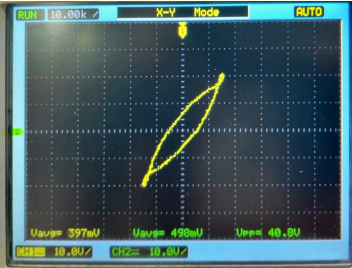 RUN 10.00k / X-Y Mode AUTO
Vavg= 397mV Vavg= 498mV Vpp= 40.8V
CH1 10.0V/ CH2 10.0V/